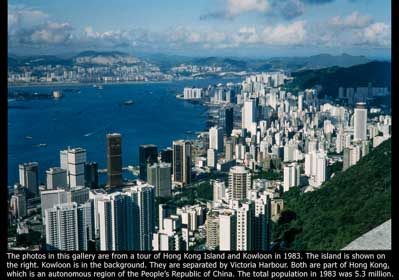 The photos in this gallery are from a tour of Hong Kong Island and Kowloon in 1983. The island is shown on
the right. Kowloon is in the background. They are separated by Victoria Harbour. Both are part of Hong Kong,
which is an autonomous region of the People's Republic of China. The total population in 1983 was 5.3 million.